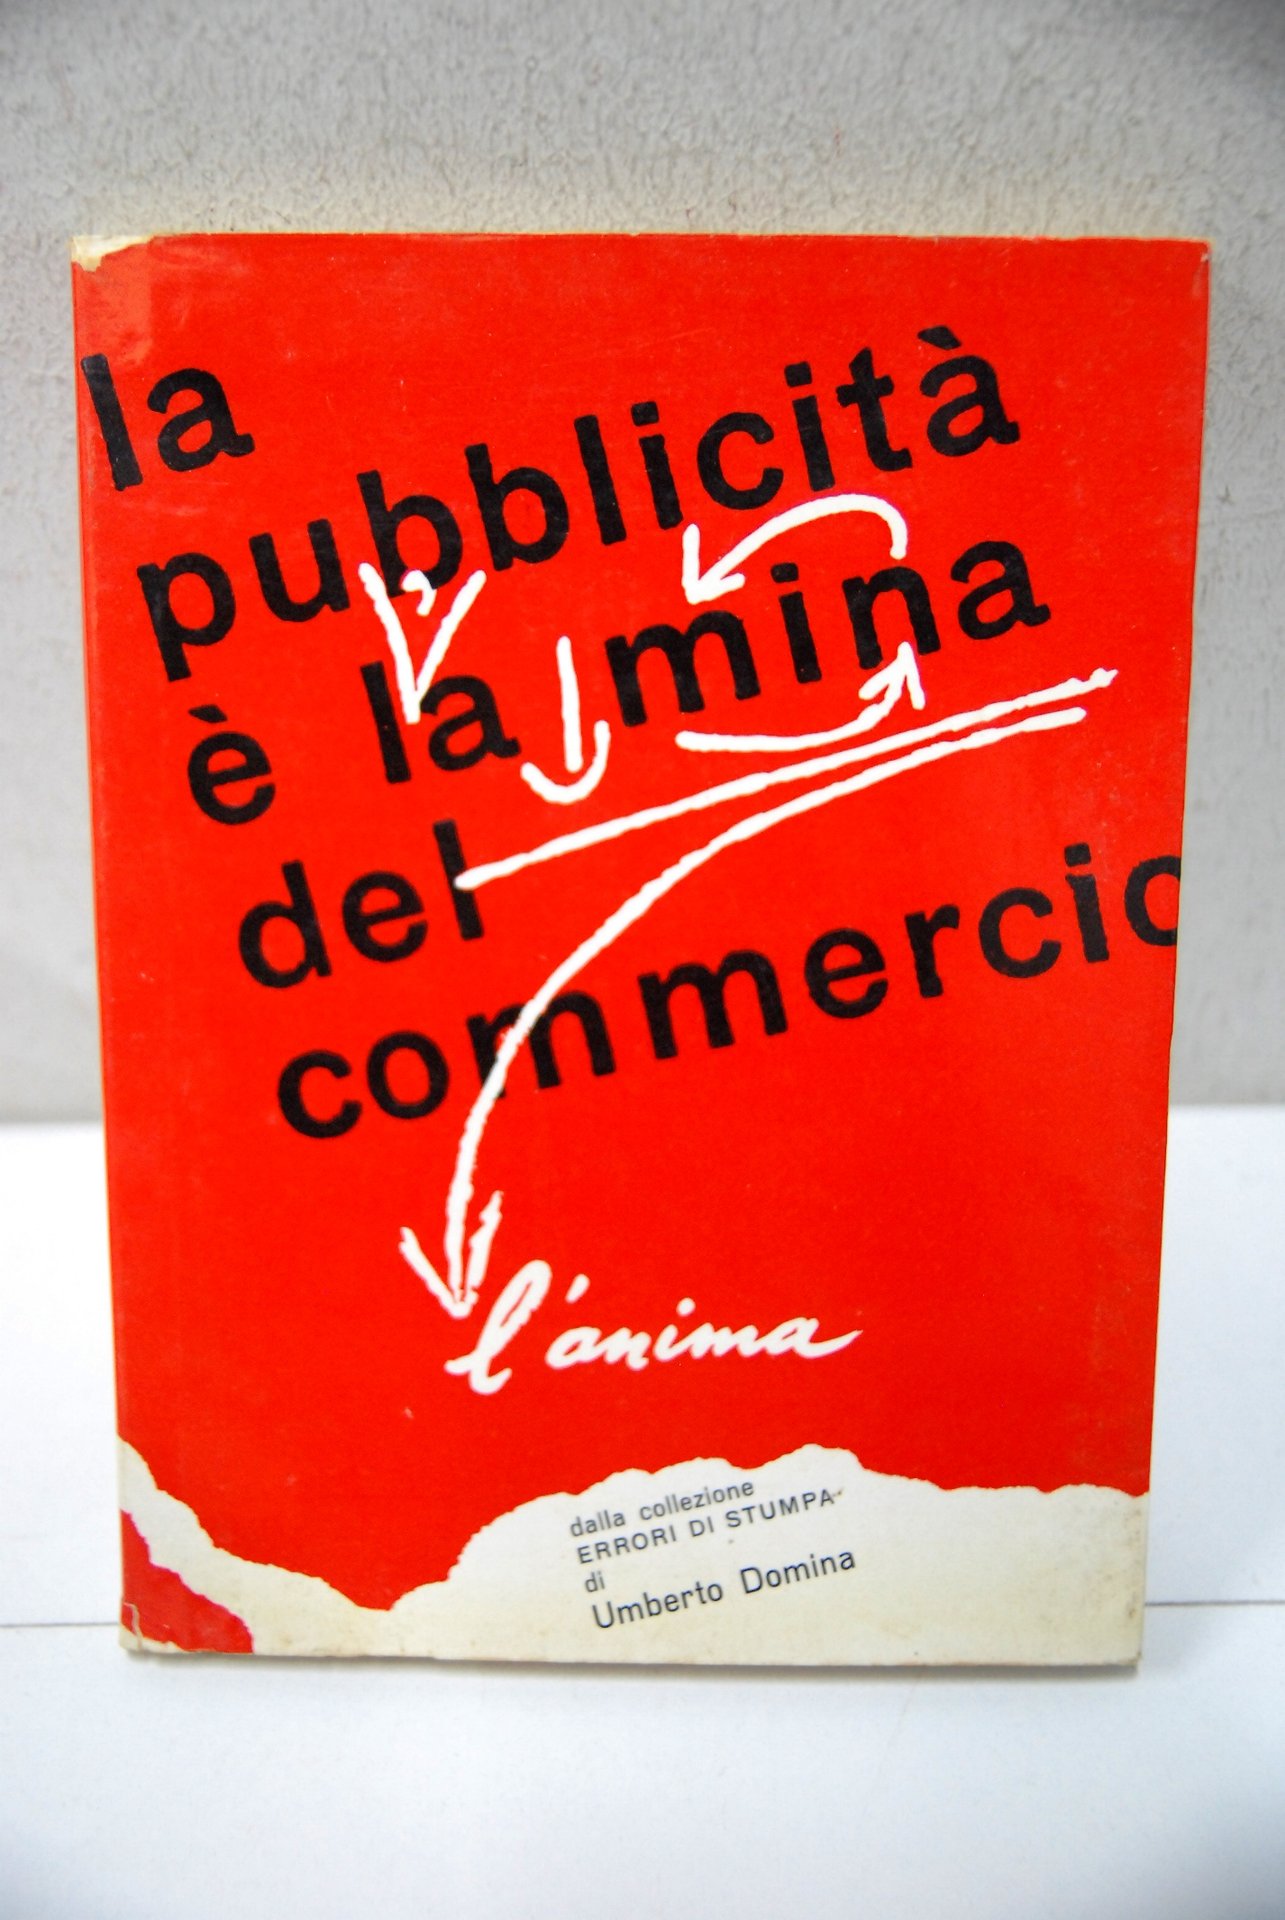 la
pubblicità
è la mina
del
commercio
l'anima
dalla collezione
ERRORI DI STUMPA
di
Umberto Domina